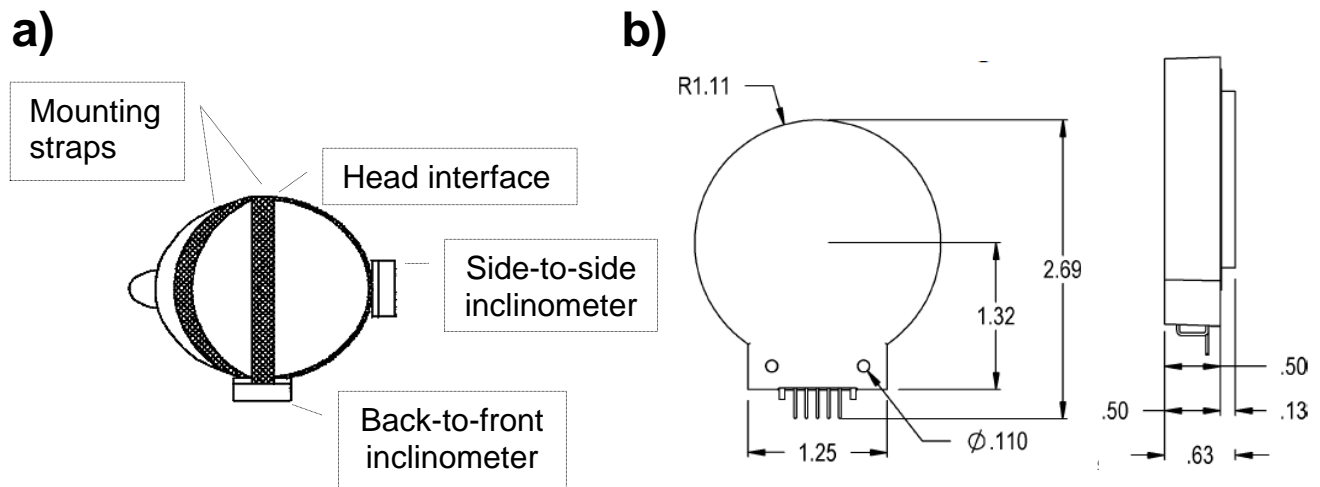 a)
Mounting
straps
Head interface
Side-to-side
inclinometer
Back-to-front
inclinometer
b)
R1.11
2.69
1.32
Ø.110
1.25
.50
.50
.13
.63